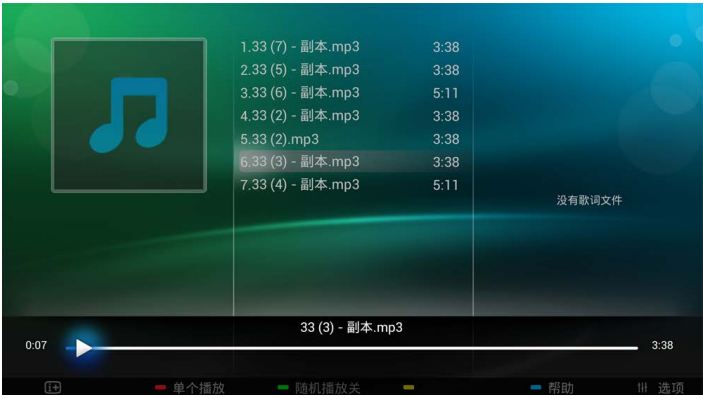 1.33 (7) - 副本.mp3 3:38
2.33 (5) - 副本.mp3 3:38
3.33 (6) - 副本.mp3 5:11
4.33 (2) - 副本.mp3 3:38
5.33 (2).mp3 3:38
6.33 (3) - 副本.mp3 3:38
7.33 (4) - 副本.mp3 5:11
没有歌词文件
33 (3) - 副本.mp3
0:07 3:38
i+ 单个播放 随机播放关 帮助 选项